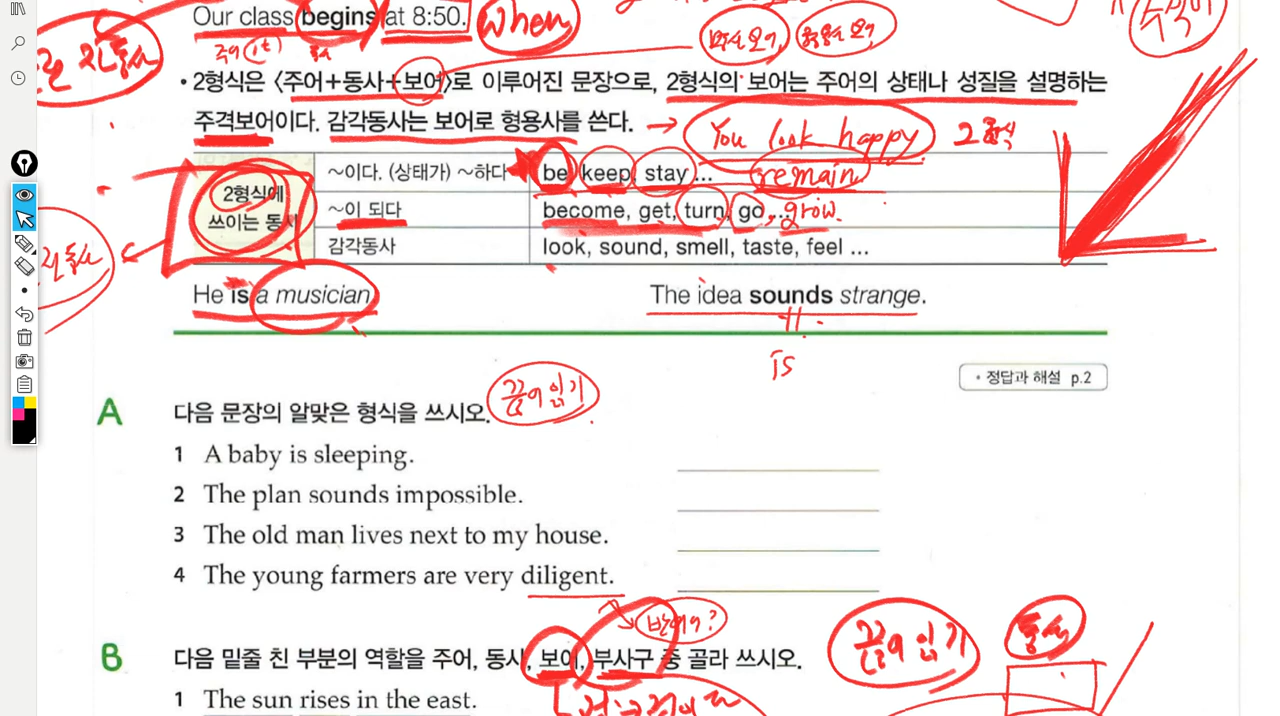 Our class begins at 8:50. When
주어 (it) 동사
•2형식은 〈주어+동사+보어〉로 이루어진 문장으로, 2형식의 보어는 주어의 상태나 성질을 설명하는
주격보어이다. 감각동사는 보어로 형용사를 쓴다. → You look happy 2형식
2형식에 쓰이는 동사
~이다. (상태가) ~하다 be, keep, stay ... remain
~이 되다 become, get, turn, go ... grow
감각동사 look, sound, smell, taste, feel ...
He is a musician. The idea sounds strange.
is
• 정답과 해설 p.2
A 다음 문장의 알맞은 형식을 쓰시오. 끊어 읽기
1 A baby is sleeping.
2 The plan sounds impossible.
3 The old man lives next to my house.
4 The young farmers are very diligent.
반대어?
B 다음 밑줄 친 부분의 역할을 주어, 동사, 보어, 부사구 중 골라 쓰시오. 끊어 읽기 동사
1 The sun rises in the east.